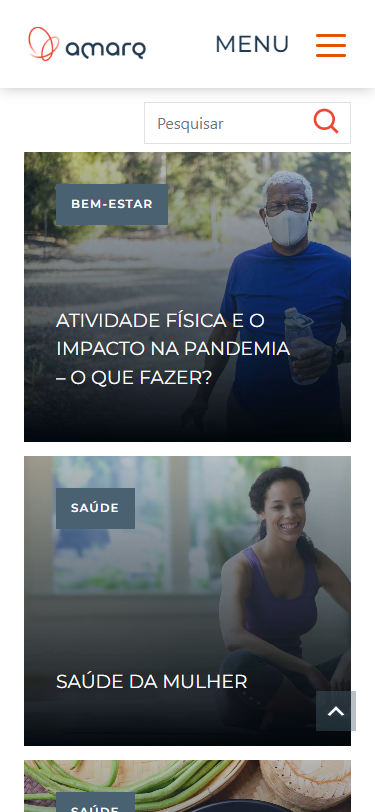 amarq
MENU
Pesquisar
BEM-ESTAR
ATIVIDADE FÍSICA E O
IMPACTO NA PANDEMIA
– O QUE FAZER?
SAÚDE
SAÚDE DA MULHER
SAÚDE